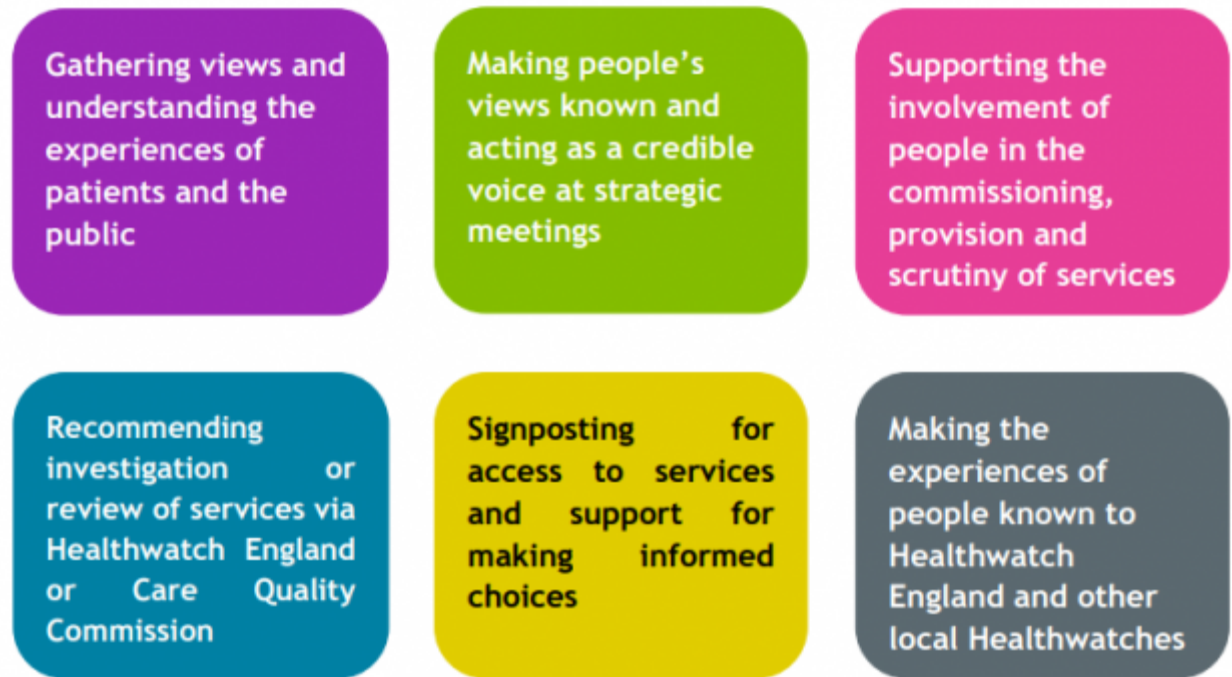 Gathering views and
understanding the
experiences of
patients and the
public
Making people’s
views known and
acting as a credible
voice at strategic
meetings
Supporting the
involvement of
people in the
commissioning,
provision and
scrutiny of services
Recommending
investigation or
review of services via
Healthwatch England
or Care Quality
Commission
Signposting for
access to services
and support for
making informed
choices
Making the
experiences of
people known to
Healthwatch
England and other
local Healthwatches